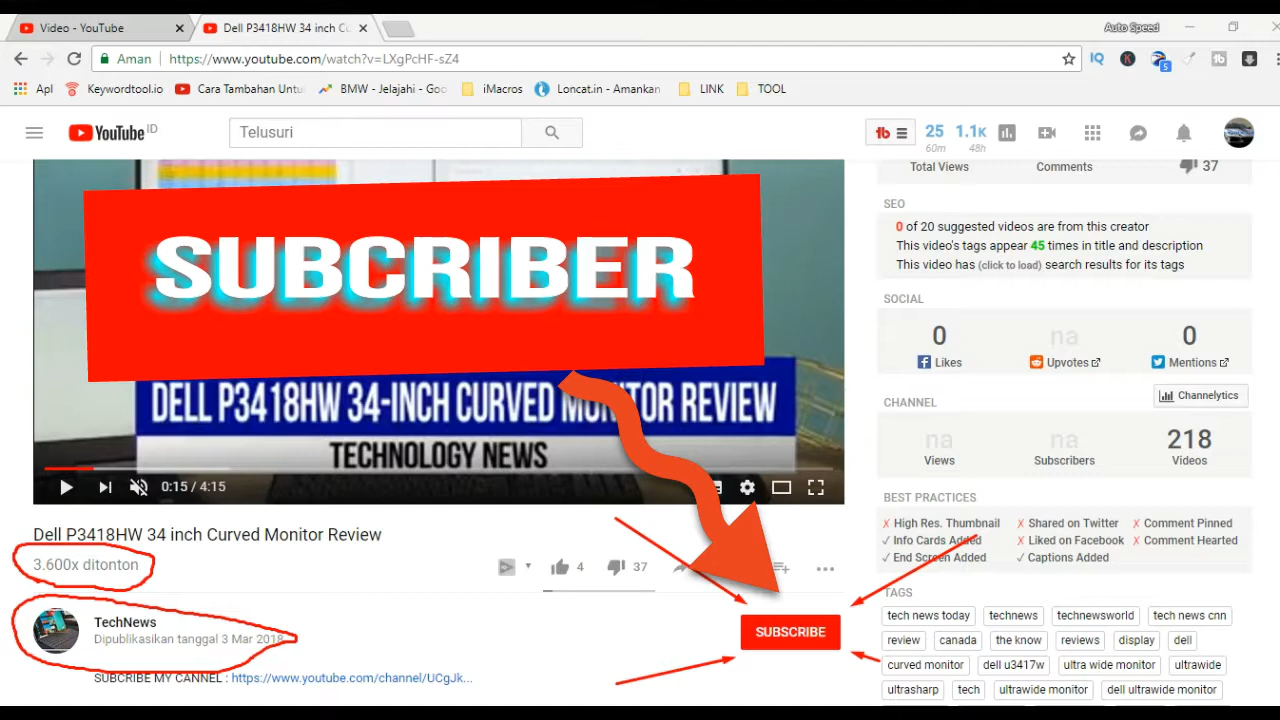 Video - YouTube
Dell P3418HW 34 inch Cu
Auto Speed
Aman
https://www.youtube.com/watch?v=LXgPcHF-sZ4
IQ
K
5
tb
Apl
Keywordtool.io
Cara Tambahan Untu
BMW - Jelajahi - Goo
iMacros
Loncat.in - Amankan
LINK
TOOL
YouTube ID
Telusuri
tb
25
60m
1.1K
48h
SUBCRIBER
DELL P3418HW 34-INCH CURVED MONITOR REVIEW
TECHNOLOGY NEWS
0:15 / 4:15
Dell P3418HW 34 inch Curved Monitor Review
3.600x ditonton
4
37
TechNews
Dipublikasikan tanggal 3 Mar 2018
SUBSCRIBE
SUBCRIBE MY CANNEL : https://www.youtube.com/channel/UCgJk...
Total Views
Comments
37
SEO
0 of 20 suggested videos are from this creator
This video's tags appear 45 times in title and description
This video has (click to load) search results for its tags
SOCIAL
0
na
0
Likes
Upvotes
Mentions
CHANNEL
Channelytics
na
na
218
Views
Subscribers
Videos
BEST PRACTICES
✗ High Res. Thumbnail
✗ Shared on Twitter
✗ Comment Pinned
✓ Info Cards Added
✗ Liked on Facebook
✗ Comment Hearted
✓ End Screen Added
✓ Captions Added
TAGS
tech news today
technews
technewsworld
tech news cnn
review
canada
the know
reviews
display
dell
curved monitor
dell u3417w
ultra wide monitor
ultrawide
ultrasharp
tech
ultrawide monitor
dell ultrawide monitor